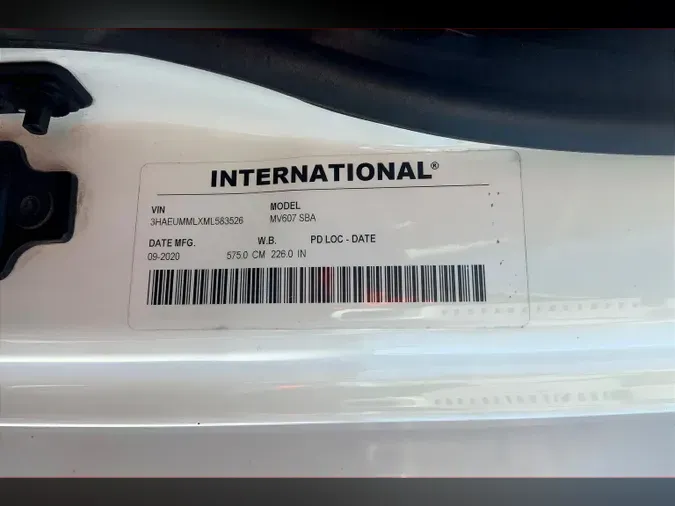 INTERNATIONAL®
VIN MODEL
3HAEUMMLXML583526 MV607 SBA
DATE MFG. W.B. PD LOC - DATE
09-2020 575.0 CM 226.0 IN